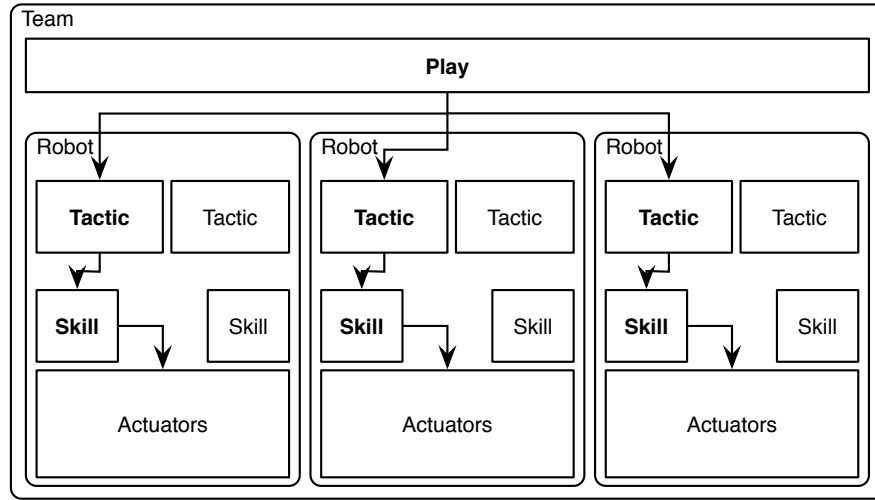 Team
Play
Robot
Robot
Robot
Tactic
Tactic
Tactic
Tactic
Tactic
Tactic
Skill
Skill
Skill
Skill
Skill
Skill
Actuators
Actuators
Actuators